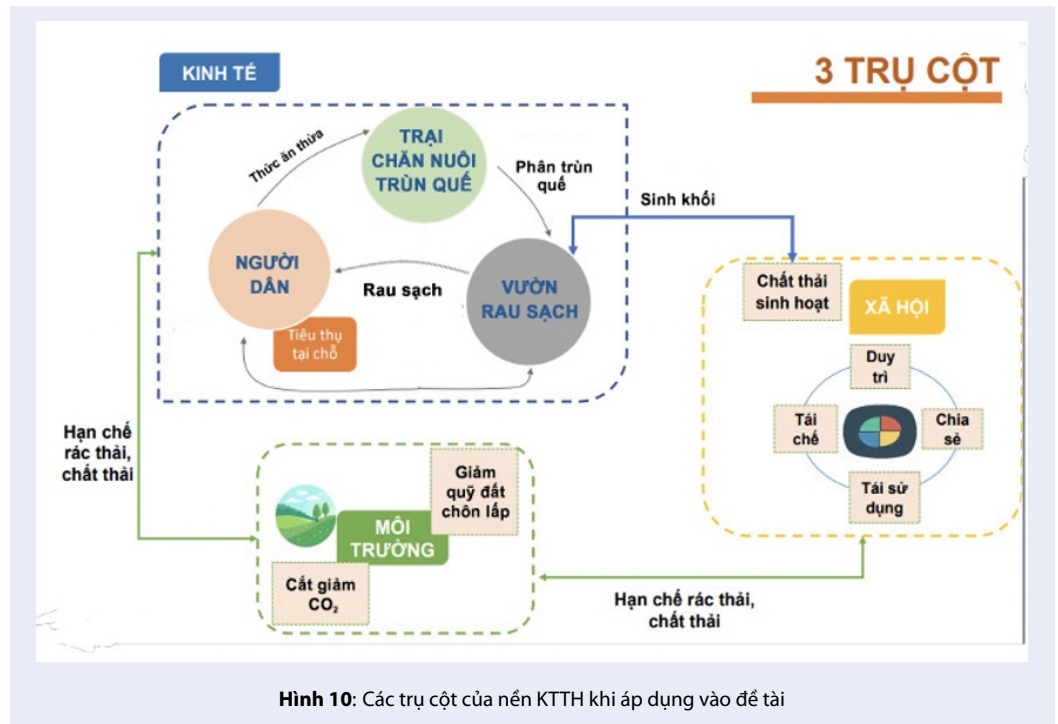 KINH TẾ
3 TRỤ CỘT
Thức ăn thừa
TRẠI
CHĂN NUÔI
TRÙN QUẾ
Phân trùn
quế
Sinh khối
NGƯỜI
DÂN
Rau sạch
VƯỜN
RAU SẠCH
Tiêu thụ
tại chỗ
Chất thải
sinh hoạt
XÃ HỘI
Duy
trì
Tái
chế
Chia
sẻ
Tái sử
dụng
Hạn chế
rác thải,
chất thải
Giảm
quỹ đất
chôn lấp
MÔI
TRƯỜNG
Cắt giảm
CO₂
Hạn chế rác thải,
chất thải
Hình 10: Các trụ cột của nền KTTH khi áp dụng vào đề tài